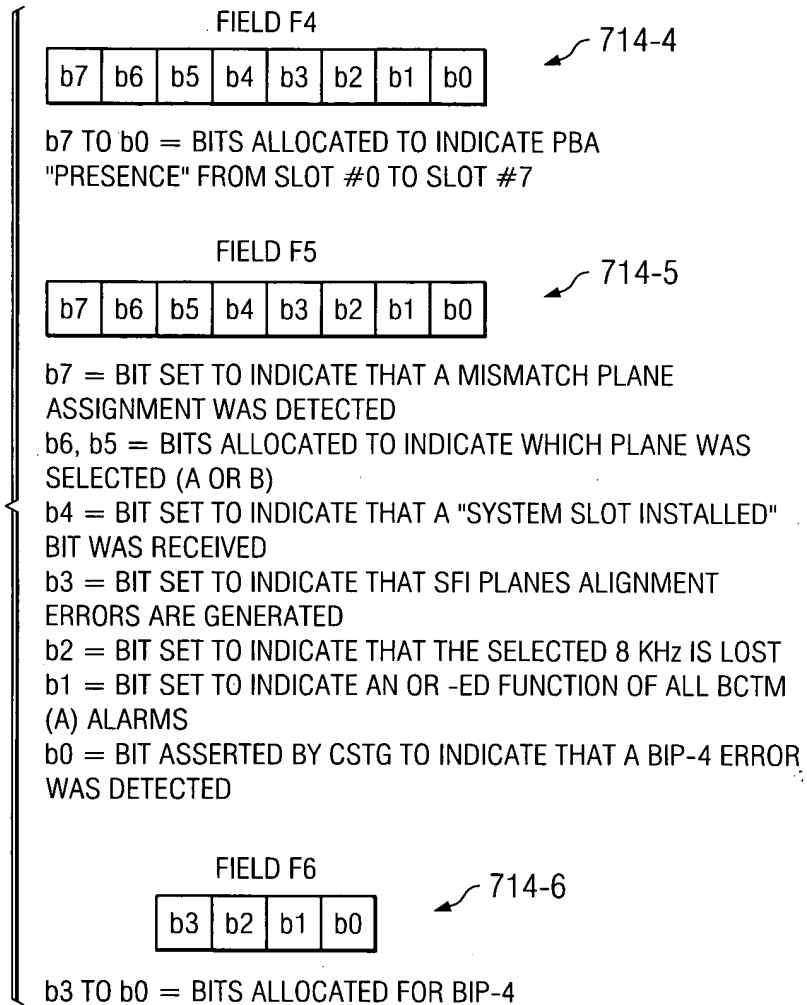 FIELD F4
714-4
b7 b6 b5 b4 b3 b2 b1 b0
b7 TO b0 = BITS ALLOCATED TO INDICATE PBA
"PRESENCE" FROM SLOT #0 TO SLOT #7
FIELD F5
714-5
b7 b6 b5 b4 b3 b2 b1 b0
b7 = BIT SET TO INDICATE THAT A MISMATCH PLANE
ASSIGNMENT WAS DETECTED
b6, b5 = BITS ALLOCATED TO INDICATE WHICH PLANE WAS
SELECTED (A OR B)
b4 = BIT SET TO INDICATE THAT A "SYSTEM SLOT INSTALLED"
BIT WAS RECEIVED
b3 = BIT SET TO INDICATE THAT SFI PLANES ALIGNMENT
ERRORS ARE GENERATED
b2 = BIT SET TO INDICATE THAT THE SELECTED 8 KHz IS LOST
b1 = BIT SET TO INDICATE AN OR -ED FUNCTION OF ALL BCTM
(A) ALARMS
b0 = BIT ASSERTED BY CSTG TO INDICATE THAT A BIP-4 ERROR
WAS DETECTED
FIELD F6
714-6
b3 b2 b1 b0
b3 TO b0 = BITS ALLOCATED FOR BIP-4